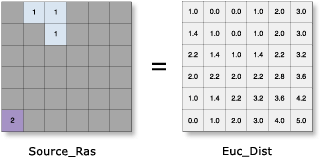 1 1
1
2
=
1.0 0.0 0.0 1.0 2.0 3.0
1.4 1.0 0.0 1.0 2.0 3.0
2.2 1.4 1.0 1.4 2.2 3.2
2.0 2.2 2.0 2.2 2.8 3.6
1.0 1.4 2.2 3.2 3.6 4.2
0.0 1.0 2.0 3.0 4.0 5.0
Source_Ras
Euc_Dist